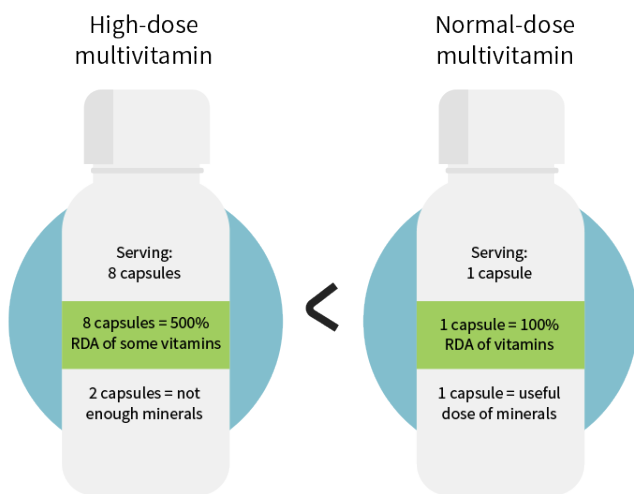 High-dose
multivitamin
Serving:
8 capsules
8 capsules = 500%
RDA of some vitamins
2 capsules = not
enough minerals
<
Normal-dose
multivitamin
Serving:
1 capsule
1 capsule = 100%
RDA of vitamins
1 capsule = useful
dose of minerals